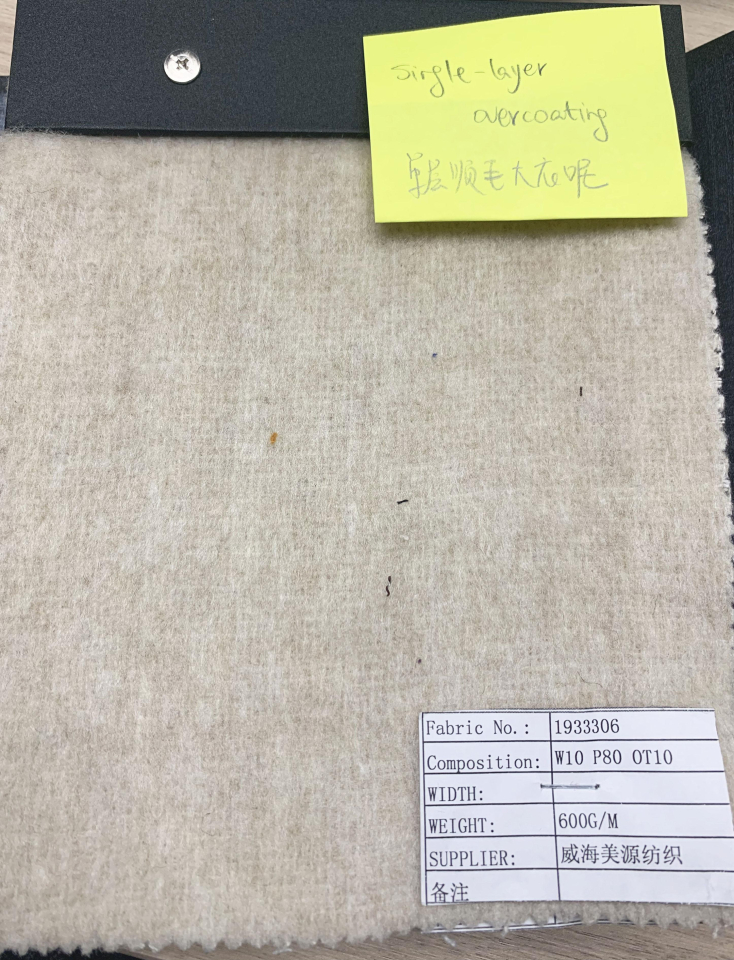 single-layer
overcoating
单层顺毛大衣呢
Fabric No.: 1933306
Composition: W10 P80 OT10
WIDTH:
WEIGHT: 600G/M
SUPPLIER: 威海美源纺织
备注